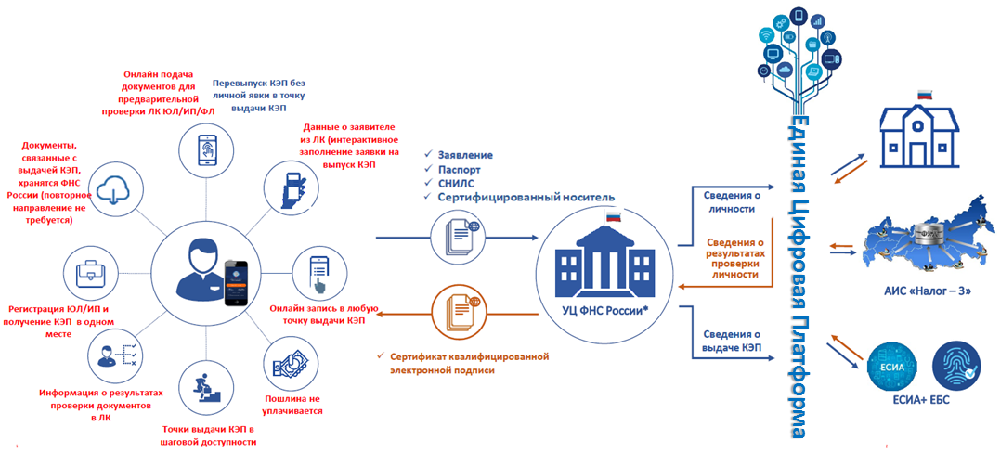 Онлайн подача
документов для
предварительной
проверки ЛК ЮЛ/ИП/ФЛ
Перевыпуск КЭП без
личной явки в точку
выдачи КЭП
Данные о заявителе
из ЛК (интерактивное
заполнение заявки на
выпуск КЭП
Документы,
связанные с
выдачей КЭП,
хранятся ФНС
России (повторное
направление не
требуется)
Регистрация ЮЛ/ИП и
получение КЭП в одном
месте
Онлайн запись в любую
точку выдачи КЭП
Информация о результатах
проверки документов
в ЛК
Точки выдачи КЭП в
шаговой доступности
Пошлина не
уплачивается
✓ Заявление
✓ Паспорт
✓ СНИЛС
✓ Сертифицированный носитель
✓ Сертификат квалифицированной
электронной подписи
УЦ ФНС России*
Сведения о
личности
Сведения о
результатах
проверки
личности
Сведения о
выдаче КЭП
Единая Цифровая Платформа
АИС «Налог – 3»
ЕСИА
ЕСИА+ ЕБС